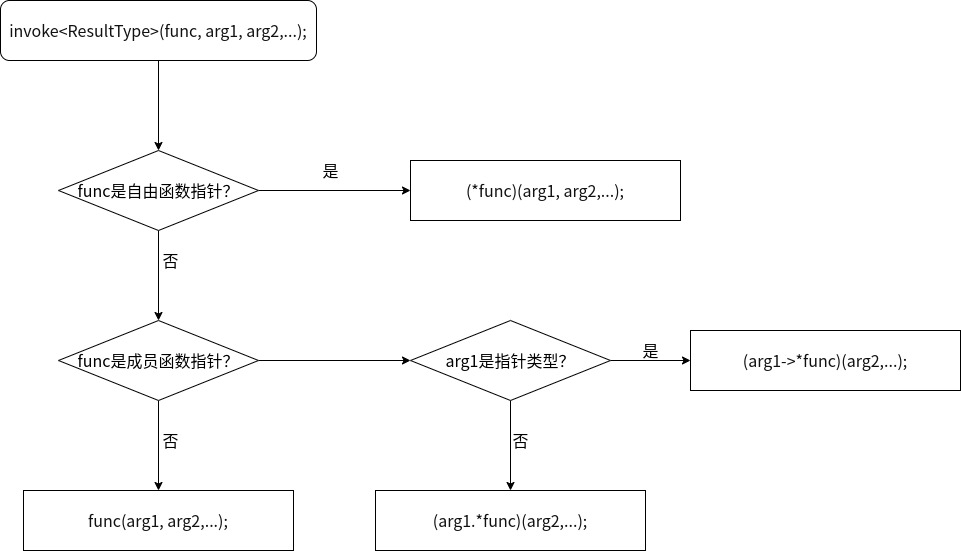 invoke<ResultType>(func, arg1, arg2,...);
func是自由函数指针?
是
(*func)(arg1, arg2,...);
否
func是成员函数指针?
arg1是指针类型?
是
(arg1->*func)(arg2,...);
否
否
func(arg1, arg2,...);
(arg1.*func)(arg2,...);